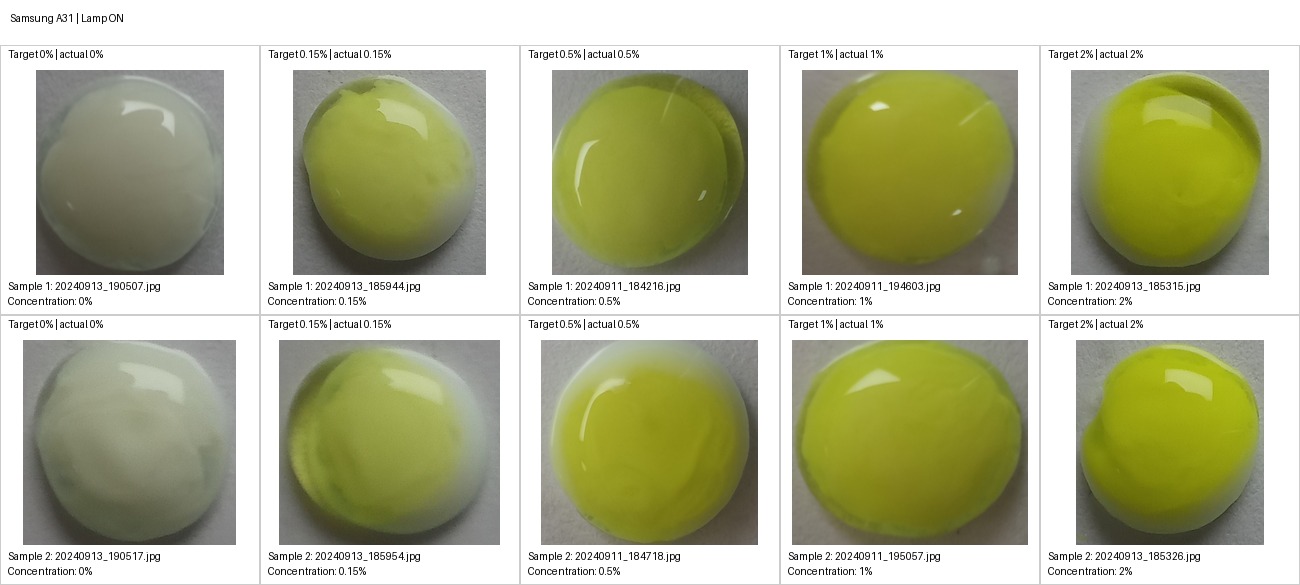 Samsung A31 | Lamp ON
Target 0% | actual 0%
Target 0.15% | actual 0.15%
Target 0.5% | actual 0.5%
Target 1% | actual 1%
Target 2% | actual 2%
Sample 1: 20240913_190507.jpg
Concentration: 0%
Sample 1: 20240913_185944.jpg
Concentration: 0.15%
Sample 1: 20240911_184216.jpg
Concentration: 0.5%
Sample 1: 20240911_194603.jpg
Concentration: 1%
Sample 1: 20240913_185315.jpg
Concentration: 2%
Target 0% | actual 0%
Target 0.15% | actual 0.15%
Target 0.5% | actual 0.5%
Target 1% | actual 1%
Target 2% | actual 2%
Sample 2: 20240913_190517.jpg
Concentration: 0%
Sample 2: 20240913_185954.jpg
Concentration: 0.15%
Sample 2: 20240911_184718.jpg
Concentration: 0.5%
Sample 2: 20240911_195057.jpg
Concentration: 1%
Sample 2: 20240913_185326.jpg
Concentration: 2%